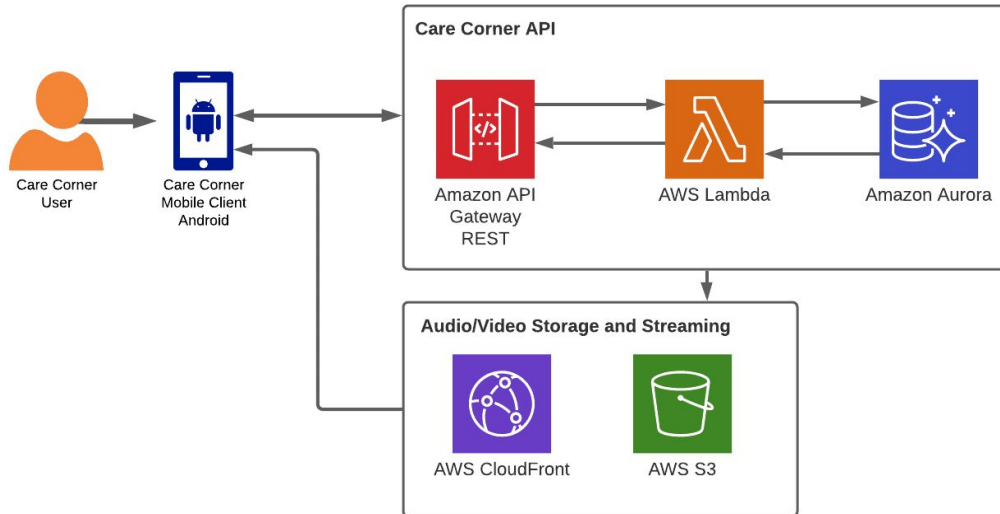 Care Corner API
Care Corner
User
Care Corner
Mobile Client
Android
</>
Amazon API
Gateway
REST
AWS Lambda
Amazon Aurora
Audio/Video Storage and Streaming
AWS CloudFront
AWS S3